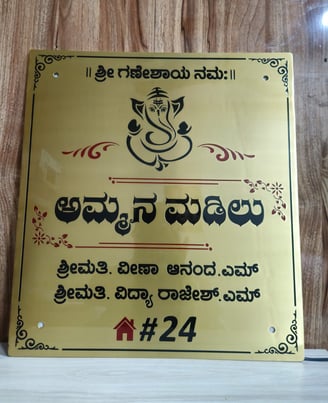 ॥ ಶ್ರೀ ಗಣೇಶಾಯ ನಮಃ॥
ಅಮ್ಮನ ಮಡಿಲು
ಶ್ರೀಮತಿ. ವೀಣಾ ಆನಂದ.ಎಮ್
ಶ್ರೀಮತಿ. ವಿದ್ಯಾ ರಾಜೇಶ್.ಎಮ್
#24